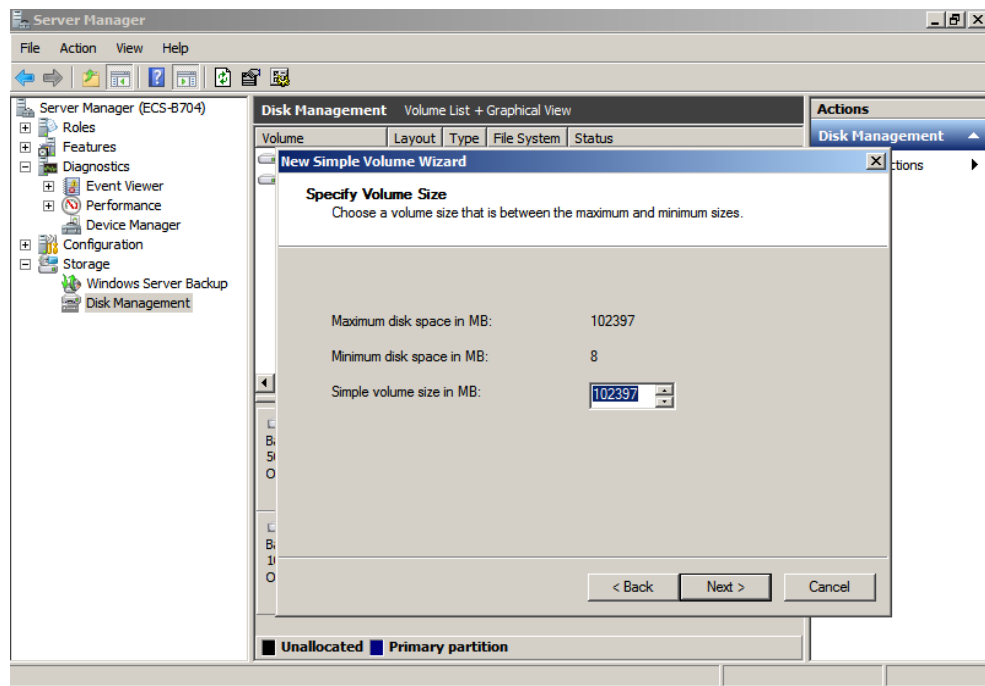 Server Manager
File Action View Help
Server Manager (ECS-B704)
Roles
Features
Diagnostics
Event Viewer
Performance
Device Manager
Configuration
Storage
Windows Server Backup
Disk Management
Disk Management Volume List + Graphical View
Volume Layout Type File System Status
New Simple Volume Wizard
Specify Volume Size
Choose a volume size that is between the maximum and minimum sizes.
Maximum disk space in MB: 102397
Minimum disk space in MB: 8
Simple volume size in MB: 102397
< Back Next > Cancel
Unallocated Primary partition
Actions
Disk Management